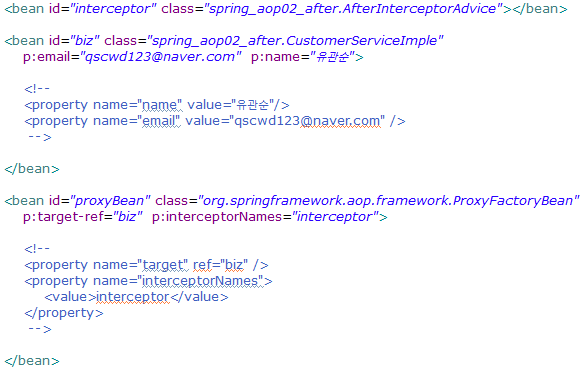 <bean id="interceptor" class="spring_aop02_after.AfterInterceptorAdvice"></bean>
<bean id="biz" class="spring_aop02_after.CustomerServiceImple"
p:email="qscwd123@naver.com" p:name="유관순">
<!--
<property name="name" value="유관순"/>
<property name="email" value="qscwd123@naver.com" />
-->
</bean>
<bean id="proxyBean" class="org.springframework.aop.framework.ProxyFactoryBean"
p:target-ref="biz" p:interceptorNames="interceptor">
<!--
<property name="target" ref="biz" />
<property name="interceptorNames">
<value>interceptor</value>
</property>
-->
</bean>